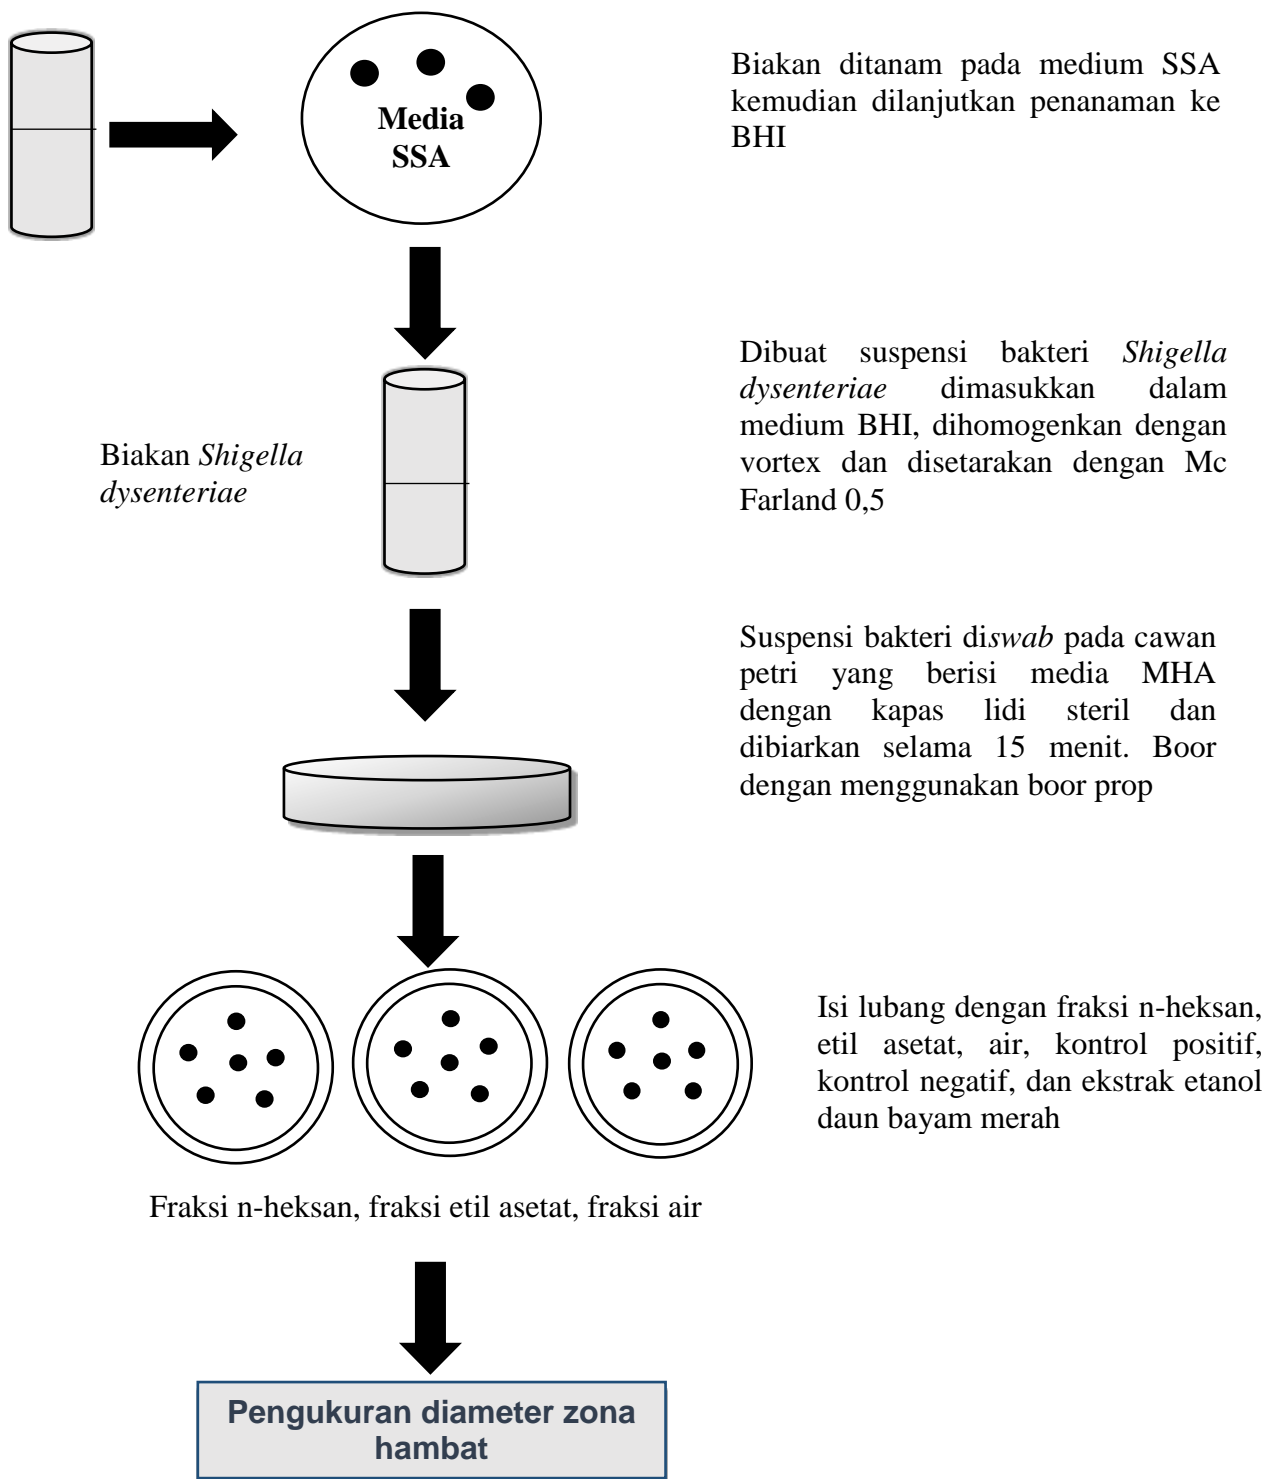 Media
SSA
Biakan ditanam pada medium SSA
kemudian dilanjutkan penanaman ke
BHI
Biakan Shigella
dysenteriae
Dibuat suspensi bakteri Shigella
dysenteriae dimasukkan dalam
medium BHI, dihomogenkan dengan
vortex dan disetarakan dengan Mc
Farland 0,5
Suspensi bakteri diswab pada cawan
petri yang berisi media MHA
dengan kapas lidi steril dan
dibiarkan selama 15 menit. Boor
dengan menggunakan boor prop
Isi lubang dengan fraksi n-heksan,
etil asetat, air, kontrol positif,
kontrol negatif, dan ekstrak etanol
daun bayam merah
Fraksi n-heksan, fraksi etil asetat, fraksi air
Pengukuran diameter zona
hambat